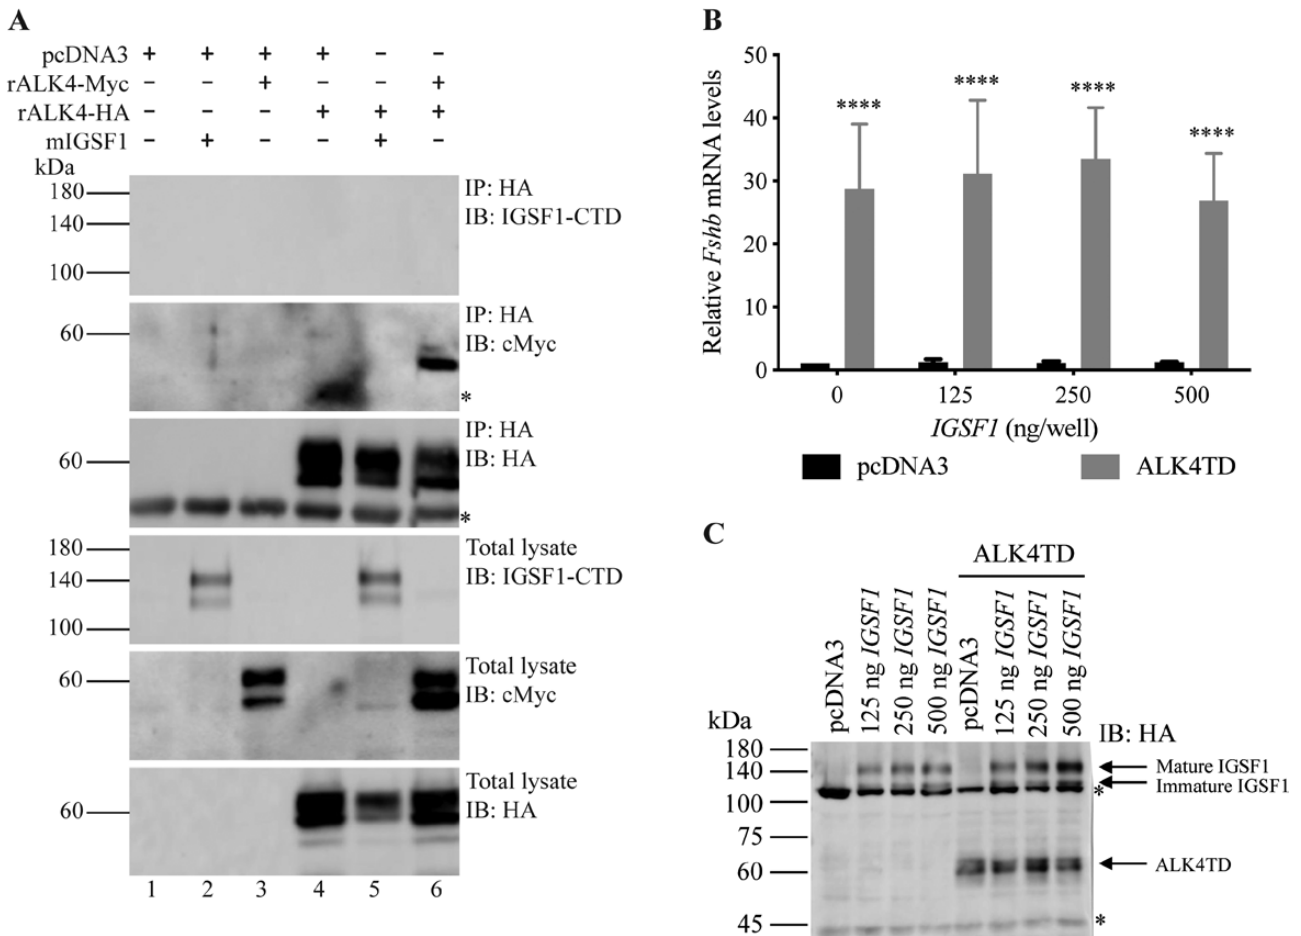 A
pcDNA3 + + + + - -
rALK4-Myc - - + - - +
rALK4-HA - - - + + +
mIGSF1 - + - - + -
kDa
180
140
100
IP: HA
IB: IGSF1-CTD
60
IP: HA
IB: cMyc
*
60
IP: HA
IB: HA
*
180
140
100
Total lysate
IB: IGSF1-CTD
60
Total lysate
IB: cMyc
60
Total lysate
IB: HA
1 2 3 4 5 6
B
Relative Fshb mRNA levels
50
40
30
20
10
0
**** **** **** ****
0 125 250 500
IGSF1 (ng/well)
pcDNA3 ALK4TD
C
ALK4TD
pcDNA3
125 ng IGSF1
250 ng IGSF1
500 ng IGSF1
pcDNA3
125 ng IGSF1
250 ng IGSF1
500 ng IGSF1
kDa
IB: HA
180
140
100
75
60
45
Mature IGSF1
Immature IGSF1
*
ALK4TD
*